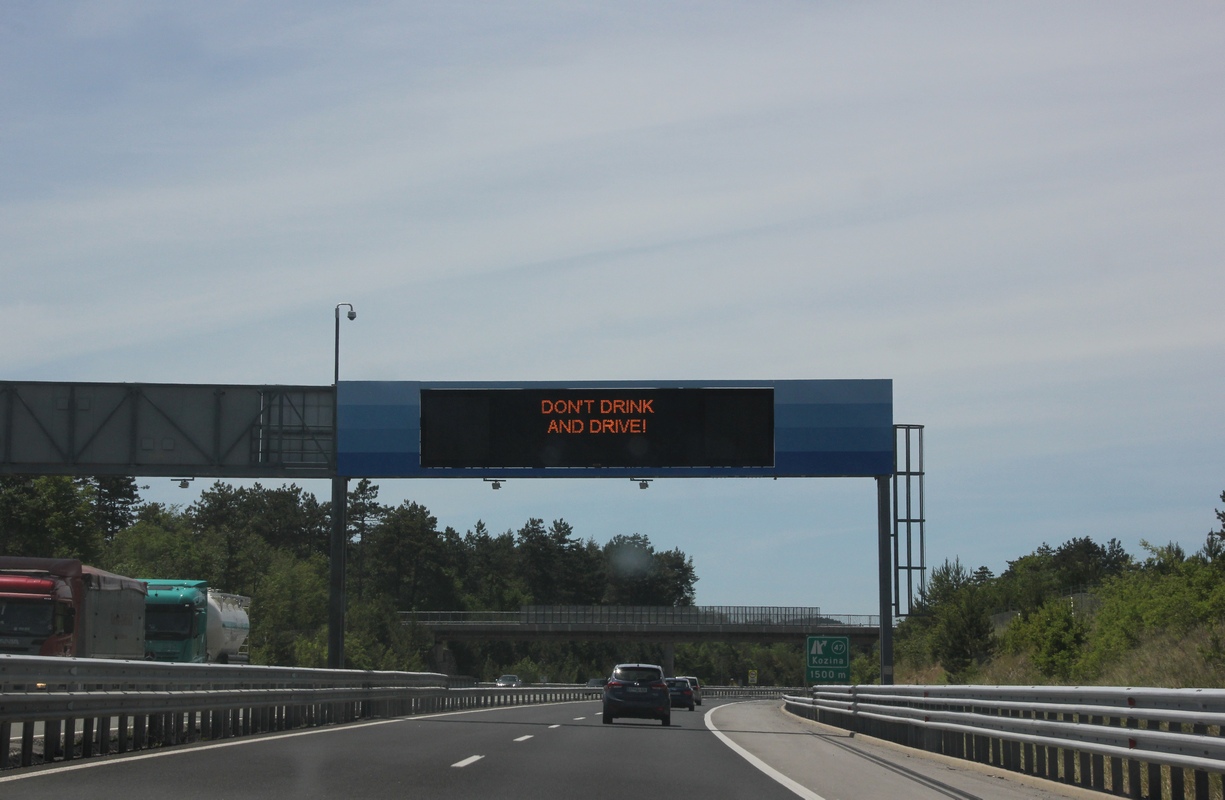 DON'T DRINK
AND DRIVE!
47
Kozina
1500 m